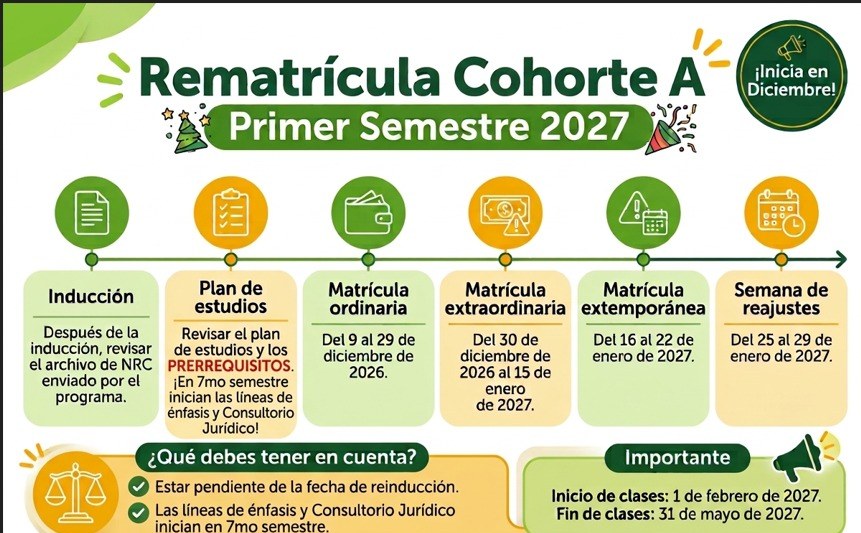 Rematrícula Cohorte A
Primer Semestre 2027
¡Inicia en
Diciembre!
Inducción
Después de la
inducción, revisar
el archivo de NRC
enviado por el
programa.
Plan de
estudios
Revisar el plan
de estudios y los
PRERREQUISITOS.
¡En 7mo semestre
inician las líneas de
énfasis y Consultorio
Jurídico!
Matrícula
ordinaria
Del 9 al 29 de
diciembre de
2026.
Matrícula
extraordinaria
Del 30 de
diciembre de
2026 al 15 de
enero
de 2027.
Matrícula
extemporánea
Del 16 al 22 de
enero de 2027.
Semana de
reajustes
Del 25 al 29 de
enero de 2027.
¿Qué debes tener en cuenta?
Estar pendiente de la fecha de reinducción.
Las líneas de énfasis y Consultorio Jurídico
inician en 7mo semestre.
Importante
Inicio de clases: 1 de febrero de 2027.
Fin de clases: 31 de mayo de 2027.